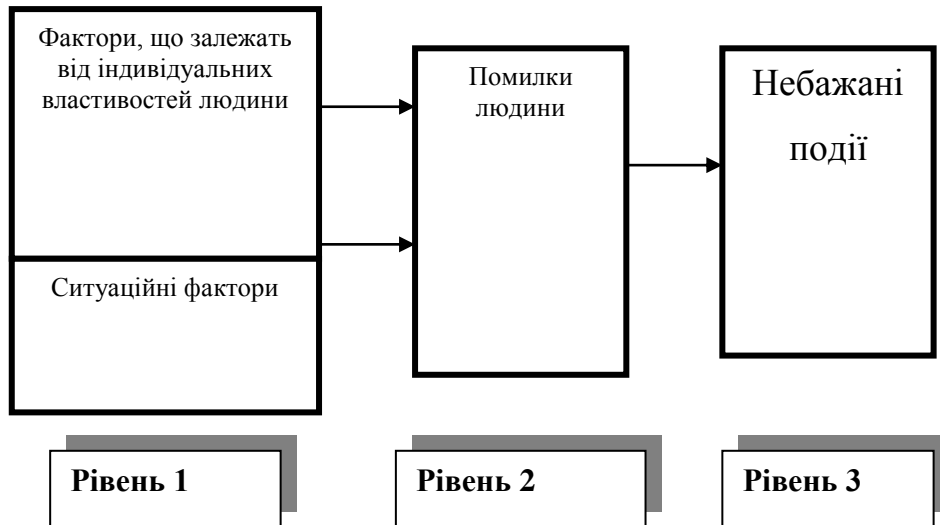 Фактори, що залежать
від індивідуальних
властивостей людини
Ситуаційні фактори
Помилки
людини
Небажані
події
Рівень 1
Рівень 2
Рівень 3